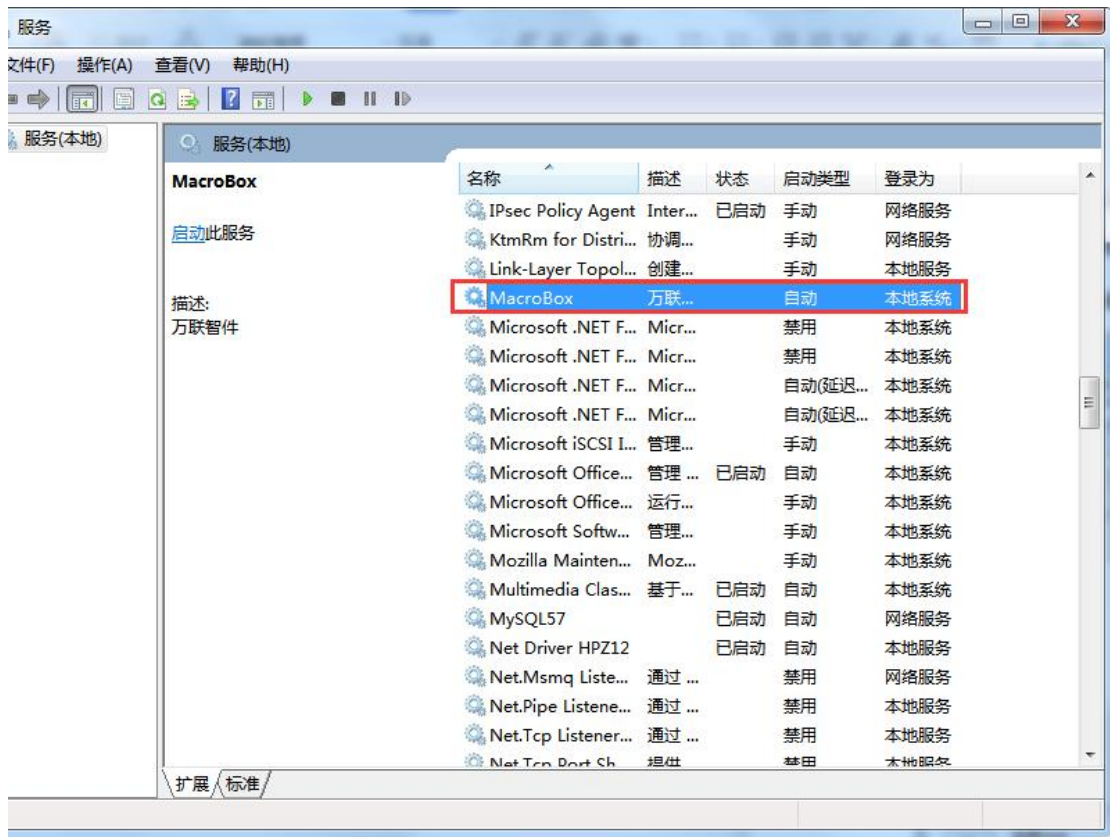 服务
文件(F) 操作(A) 查看(V) 帮助(H)
服务(本地)
服务(本地)
MacroBox
启动此服务
描述:
万联智件
名称 描述 状态 启动类型 登录为
IPsec Policy Agent Inter... 已启动 手动 网络服务
KtmRm for Distri... 协调... 手动 网络服务
Link-Layer Topol... 创建... 手动 本地服务
MacroBox 万联... 自动 本地系统
Microsoft .NET F... Micr... 禁用 本地系统
Microsoft .NET F... Micr... 禁用 本地系统
Microsoft .NET F... Micr... 自动(延迟... 本地系统
Microsoft .NET F... Micr... 自动(延迟... 本地系统
Microsoft iSCSI I... 管理... 手动 本地系统
Microsoft Office... 管理 ... 已启动 自动 本地系统
Microsoft Office... 运行... 手动 本地系统
Microsoft Softw... 管理... 手动 本地系统
Mozilla Mainten... Moz... 手动 本地系统
Multimedia Clas... 基于... 已启动 自动 本地系统
MySQL57 已启动 自动 网络服务
Net Driver HPZ12 已启动 自动 本地服务
Net.Msmq Liste... 通过 ... 禁用 网络服务
Net.Pipe Listene... 通过 ... 禁用 本地服务
Net.Tcp Listener... 通过 ... 禁用 本地服务
Net.Tcp Port Sh... 提供... 禁用 本地服务
扩展 标准